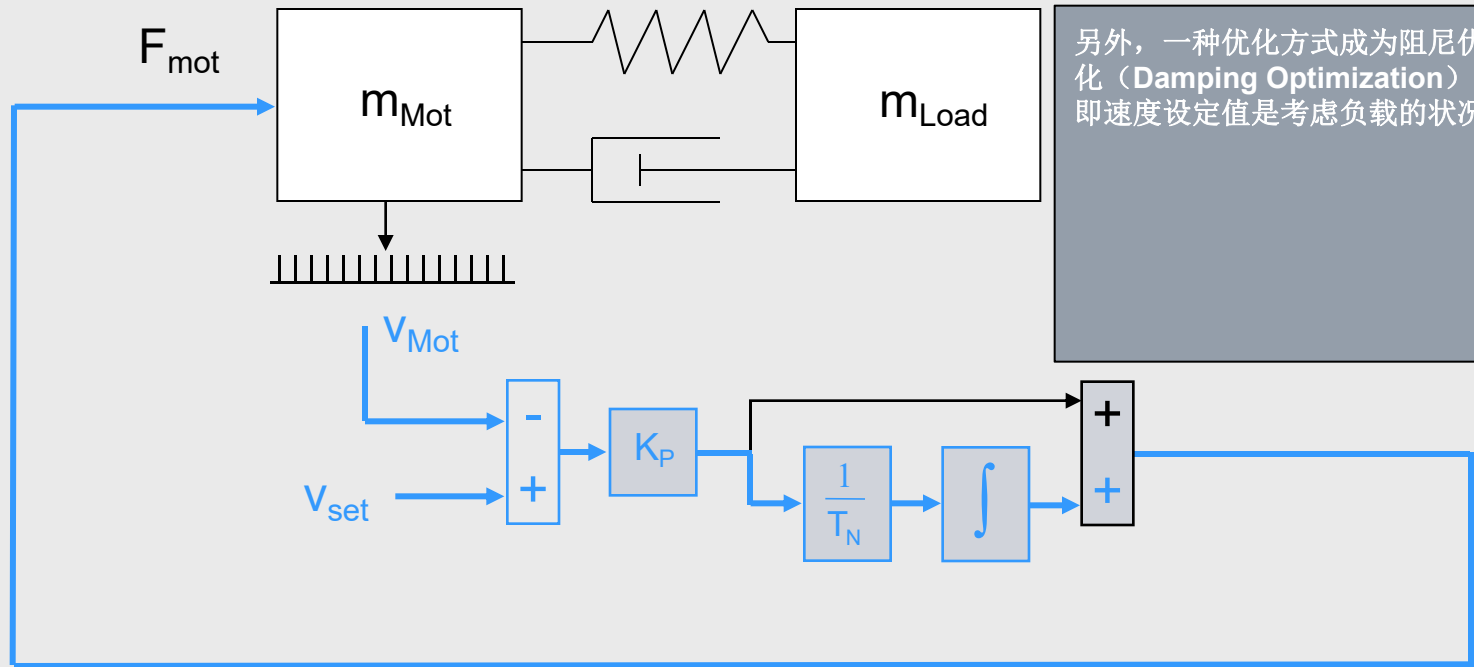 另外，一种优化方式成为阻尼优
化（Damping Optimization）
即速度设定值是考虑负载的状况
F_mot
m_Mot
m_Load
v_Mot
v_set
-
+
K_P
1
T_N
∫
+
+